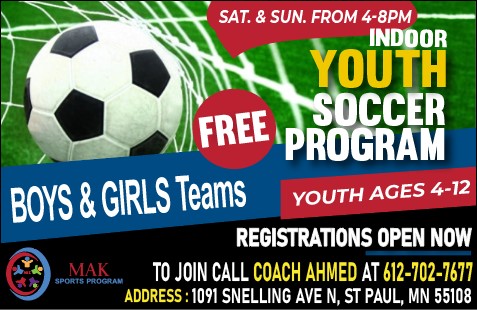 SAT. & SUN. FROM 4-8PM
INDOOR
YOUTH
SOCCER
PROGRAM
FREE
BOYS & GIRLS Teams
YOUTH AGES 4-12
REGISTRATIONS OPEN NOW
MAK
SPORTS PROGRAM
TO JOIN CALL COACH AHMED AT 612-702-7677
ADDRESS : 1091 SNELLING AVE N, ST PAUL, MN 55108